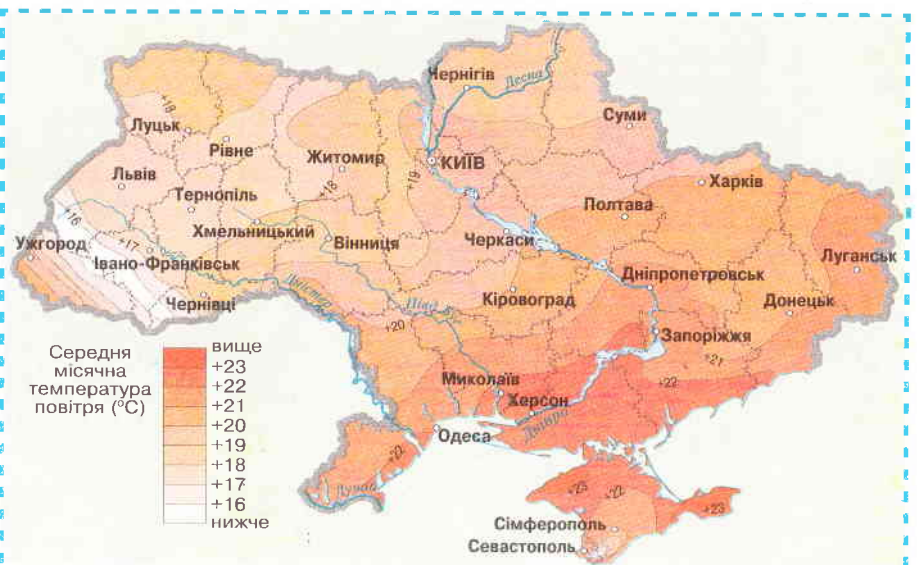 Чернігів
Десна
Суми
+18
Луцьк
Рівне
Житомир
КИЇВ
+18
+19
Львів
Тернопіль
Харків
Полтава
+16
+17
Хмельницький
Вінниця
Черкаси
Ужгород
Івано-Франківськ
Дністер
Луганськ
Чернівці
Півд.
Кіровоград
Дніпропетровськ
Донецьк
+20
Запоріжжя
+21
+22
Миколаїв
Херсон
Дніпро
Одеса
+22
Дунай
+23
+22
+23
Сімферополь
Севастополь
Середня
місячна
температура
повітря (°С)
вище
+23
+22
+21
+20
+19
+18
+17
+16
нижче